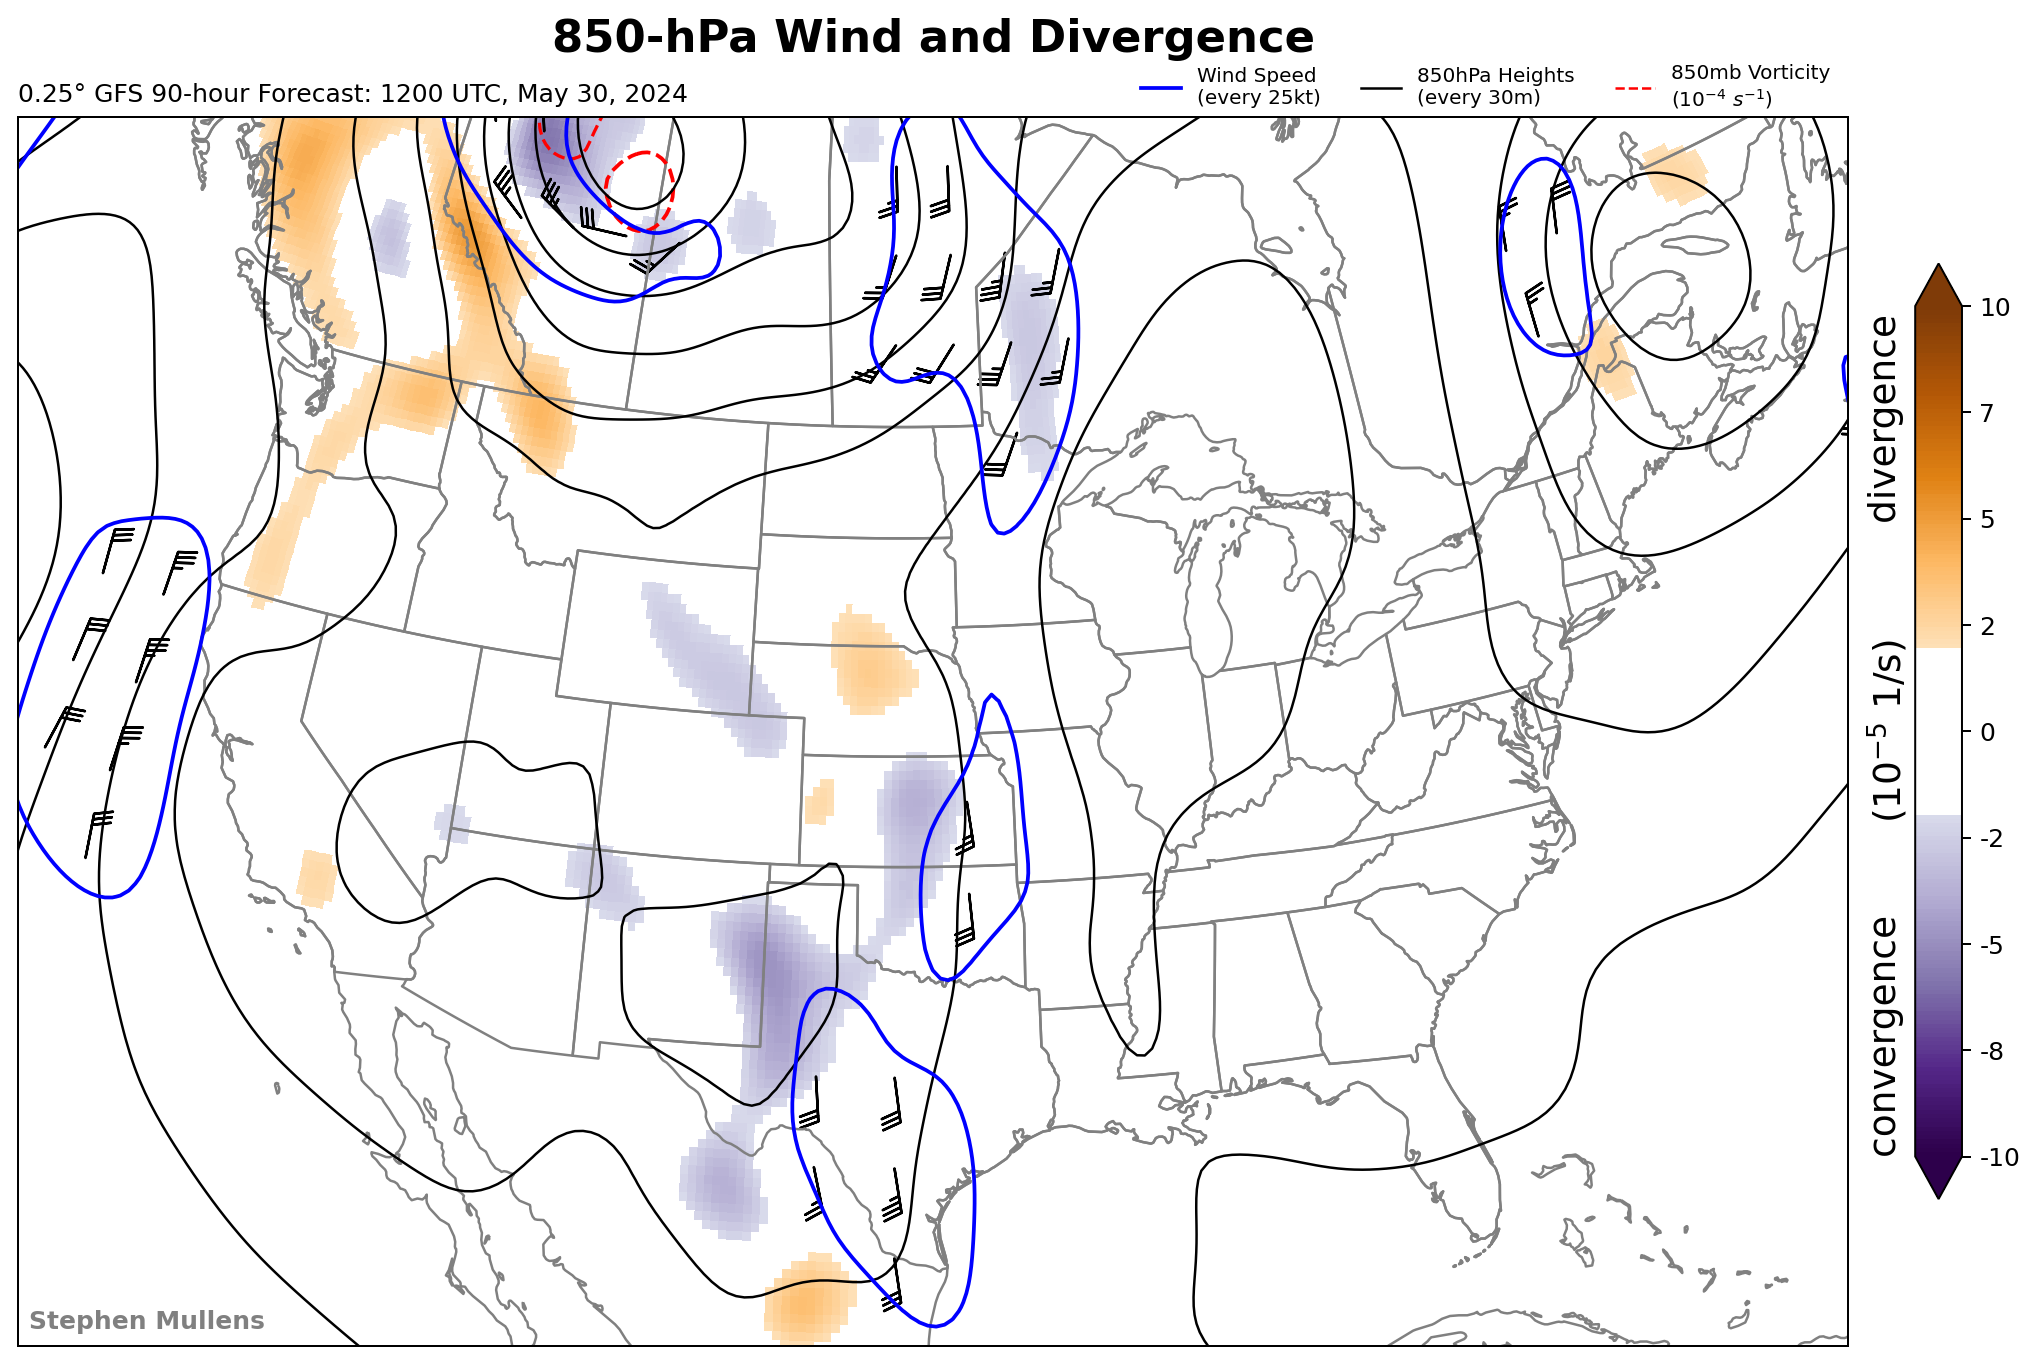 850-hPa Wind and Divergence
0.25° GFS 90-hour Forecast: 1200 UTC, May 30, 2024
Wind Speed
(every 25kt)
850hPa Heights
(every 30m)
850mb Vorticity
(10⁻⁴ s⁻¹)
10
7
5
2
0
-2
-5
-8
-10
convergence (10⁻⁵ 1/s) divergence
Stephen Mullens